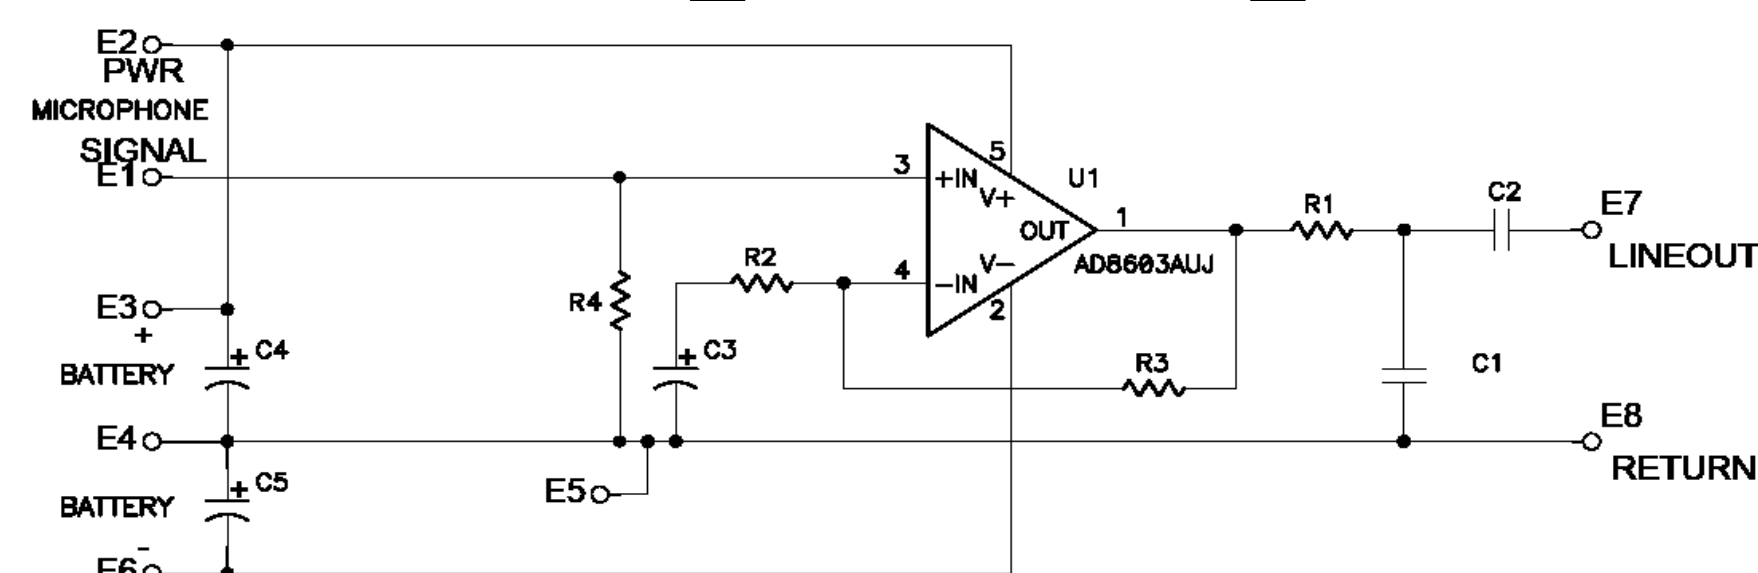 E2
PWR
MICROPHONE
SIGNAL
E1
3
+IN
5
V+
U1
OUT
1
AD8603AUJ
R1
C2
E7
LINEOUT
R2
4
-IN
V-
2
R4
E3
+
BATTERY
+ C4
+ C3
R3
C1
E4
E8
RETURN
E5
BATTERY
+ C5
-
E6